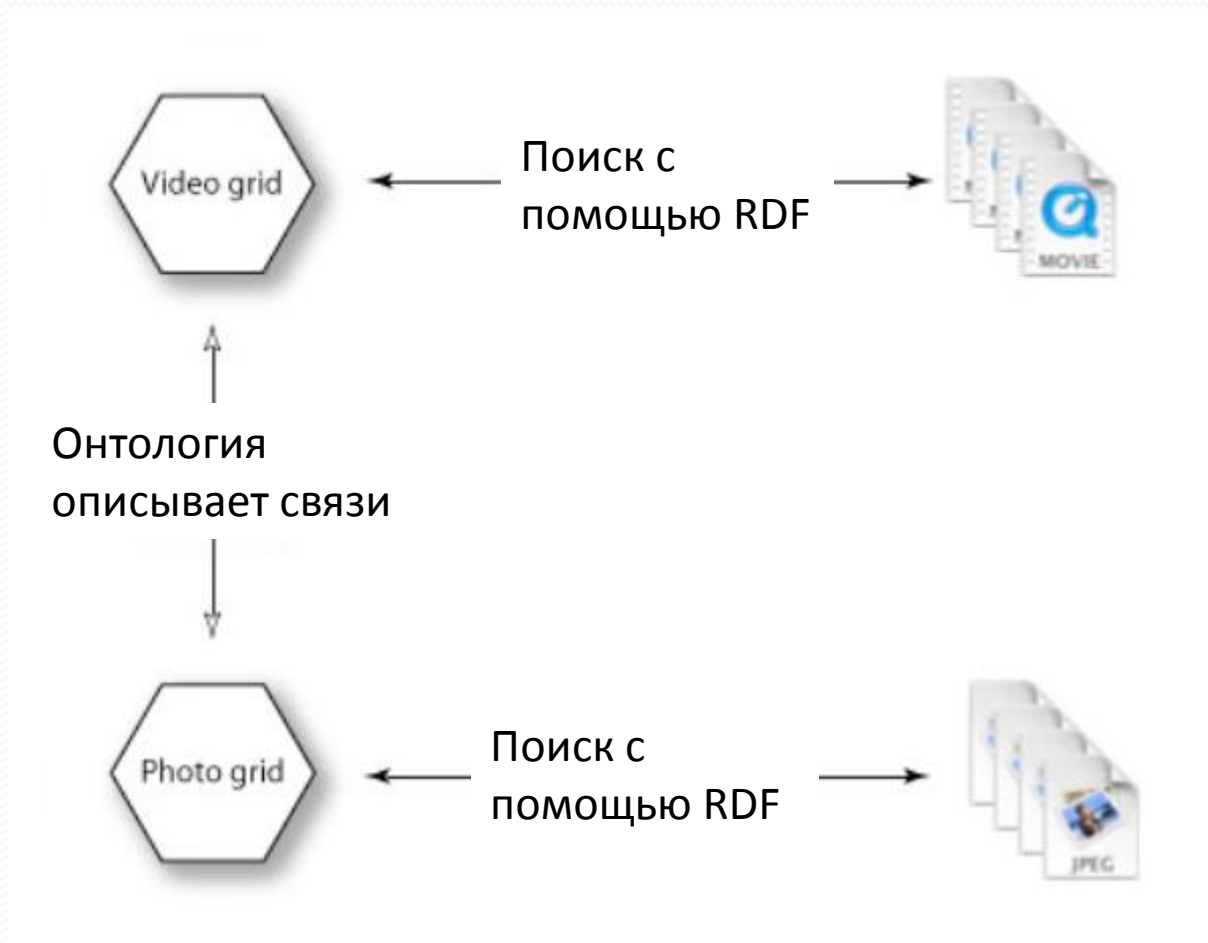 Video grid
Поиск с
помощью RDF
MOVIE
Онтология
описывает связи
Photo grid
Поиск с
помощью RDF
JPEG